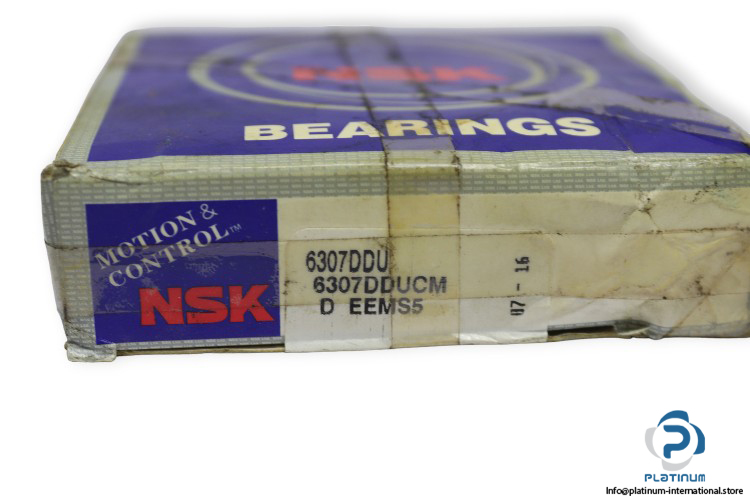 NSK
BEARINGS
MOTION &
CONTROL™
NSK
6307DDU
6307DDUCM
D EEMS5
07 - 16
PLATINUM
Info@platinum-international.store